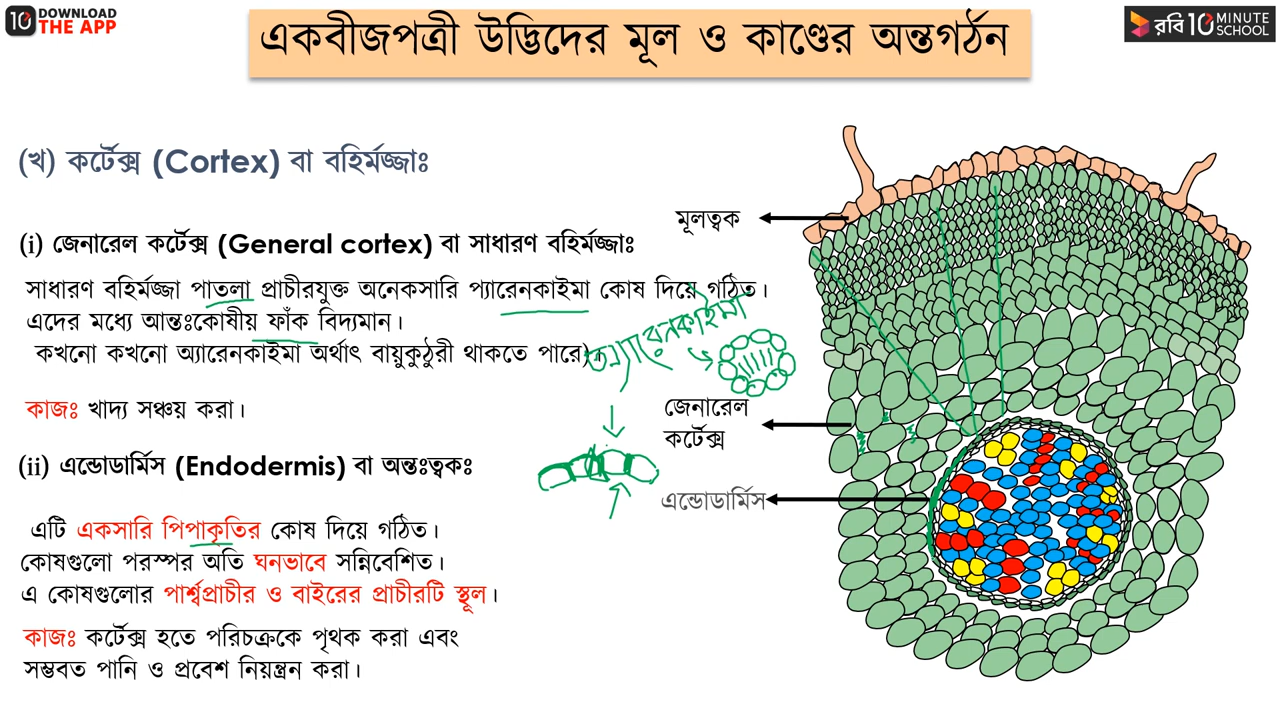 10 DOWNLOAD
THE APP
একবীজপত্রী উদ্ভিদের মূল ও কাণ্ডের অন্তগর্ঠন
রবি 10 MINUTE
SCHOOL
(খ) কর্টেক্স (Cortex) বা বহির্মজ্জাঃ
(i) জেনারেল কর্টেক্স (General cortex) বা সাধারণ বহির্মজ্জাঃ
সাধারণ বহির্মজ্জা পাতলা প্রাচীরযুক্ত অনেকসারি প্যারেনকাইমা কোষ দিয়ে গঠিত।
এদের মধ্যে আন্তঃকোষীয় ফাঁক বিদ্যমান।
কখনো কখনো অ্যারেনকাইমা অর্থাৎ বায়ুকুঠুরী থাকতে পারে)।
অ্যারেনকাইমা
কাজঃ খাদ্য সঞ্চয় করা।
(ii) এন্ডোডার্মিস (Endodermis) বা অন্তঃত্বকঃ
এটি একসারি পিপাকৃতির কোষ দিয়ে গঠিত।
কোষগুলো পরস্পর অতি ঘনভাবে সন্নিবেশিত।
এ কোষগুলোর পার্শ্বপ্রাচীর ও বাইরের প্রাচীরটি স্থূল।
কাজঃ কর্টেক্স হতে পরিচক্রকে পৃথক করা এবং
সম্ভবত পানি ও প্রবেশ নিয়ন্ত্রন করা।
মূলত্বক
জেনারেল
কর্টেক্স
এন্ডোডার্মিস